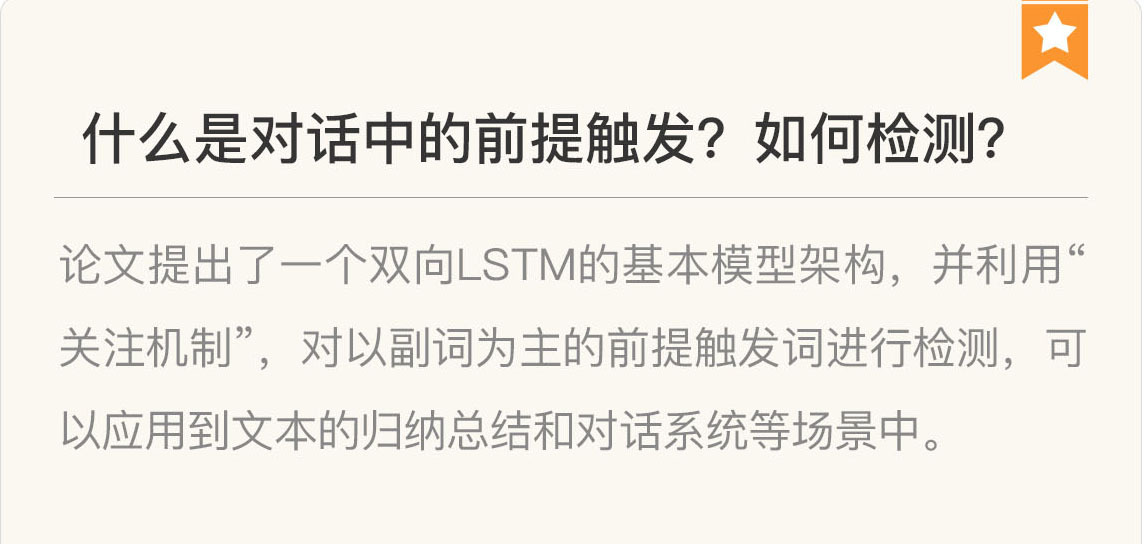 什么是对话中的前提触发？如何检测？
论文提出了一个双向LSTM的基本模型架构，并利用“
关注机制”，对以副词为主的前提触发词进行检测，可
以应用到文本的归纳总结和对话系统等场景中。